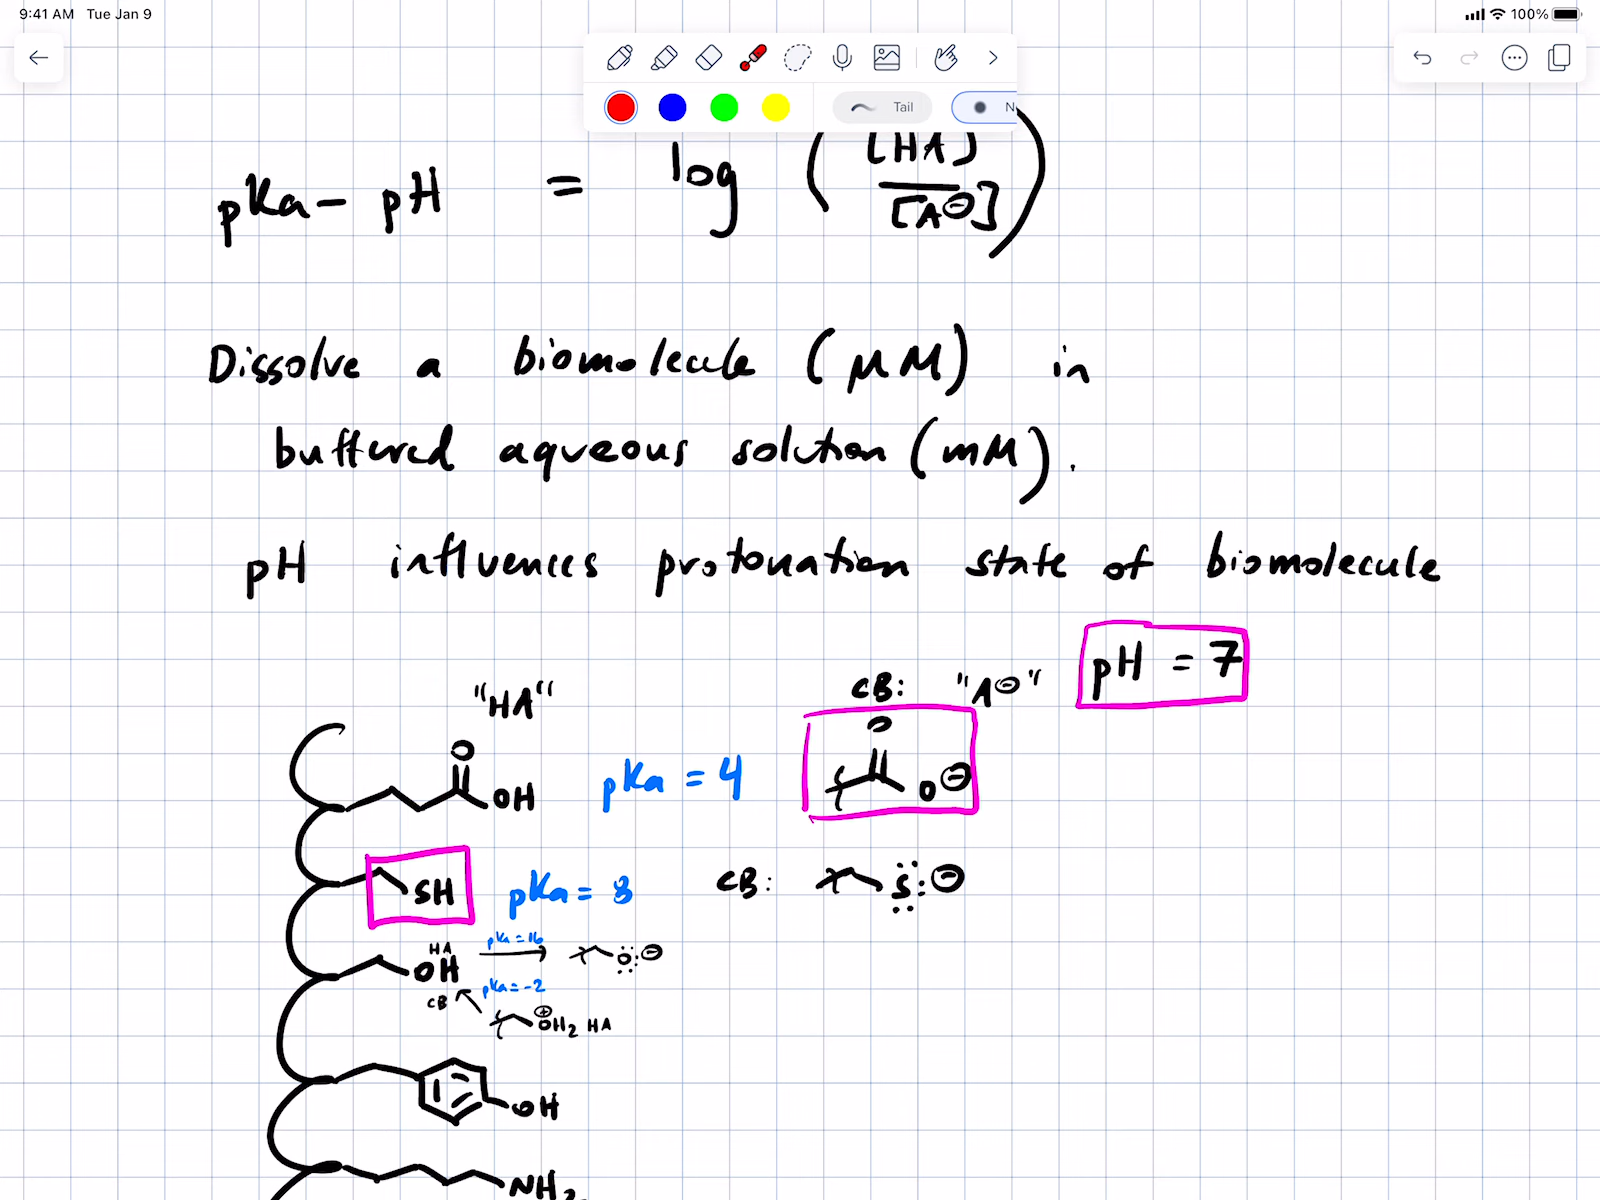 9:41 AM Tue Jan 9
100%
Tail
N
pKa - pH = log ([HA] / [A⊖])
Dissolve a biomolecule (μM) in
buffered aqueous solution (mM).
pH influences protonation state of biomolecule
pH = 7
"HA"
CB: "A⊖"
O
OH
pKa = 4
O
O⊖
SH
pKa = 8
CB: S:⊖
HA
OH
CB
pKa = 16
O:⊖
pKa = -2
⊕
OH2 HA
OH
NH2